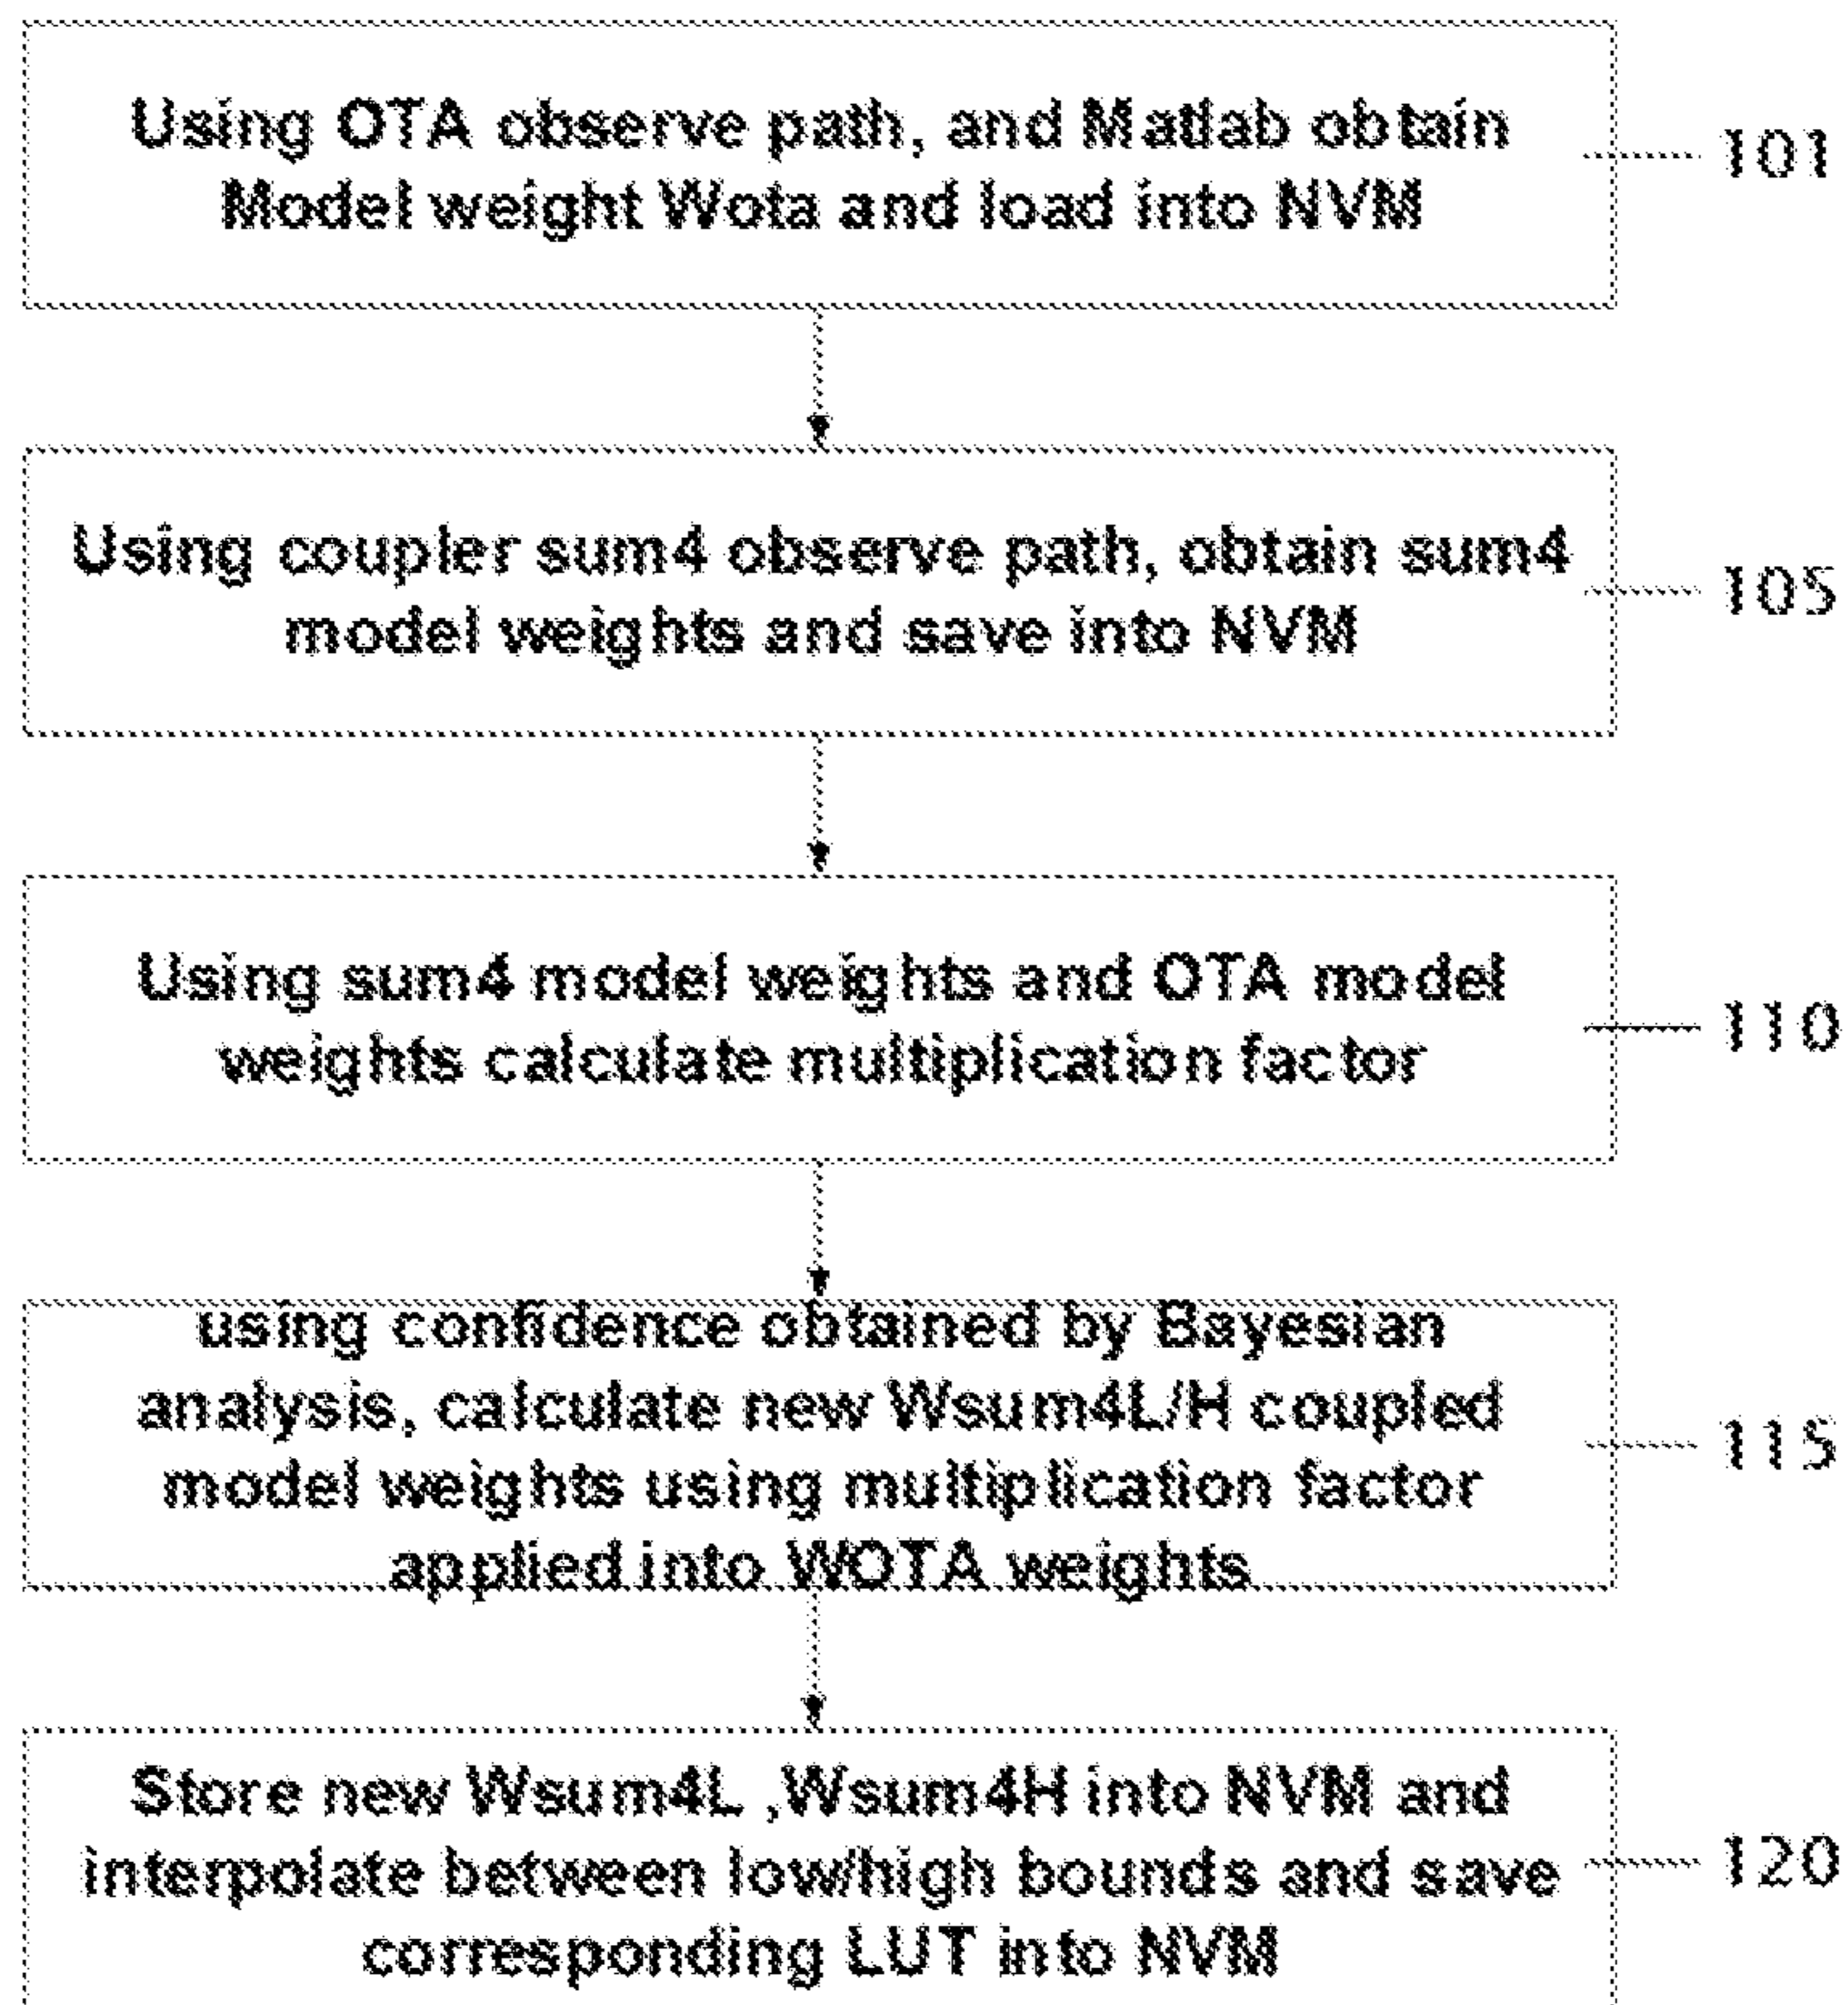 Using OTA observe path, and Matlab obtain
Model weight Wota and load into NVM
101
Using coupler sum4 observe path, obtain sum4
model weights and save into NVM
105
Using sum4 model weights and OTA model
weights calculate multiplication factor
110
using confidence obtained by Bayesian
analysis, calculate new Wsum4L/H coupled
model weights using multiplication factor
applied into WOTA weights
115
Store new Wsum4L ,Wsum4H into NVM and
interpolate between low/high bounds and save
corresponding LUT into NVM
120